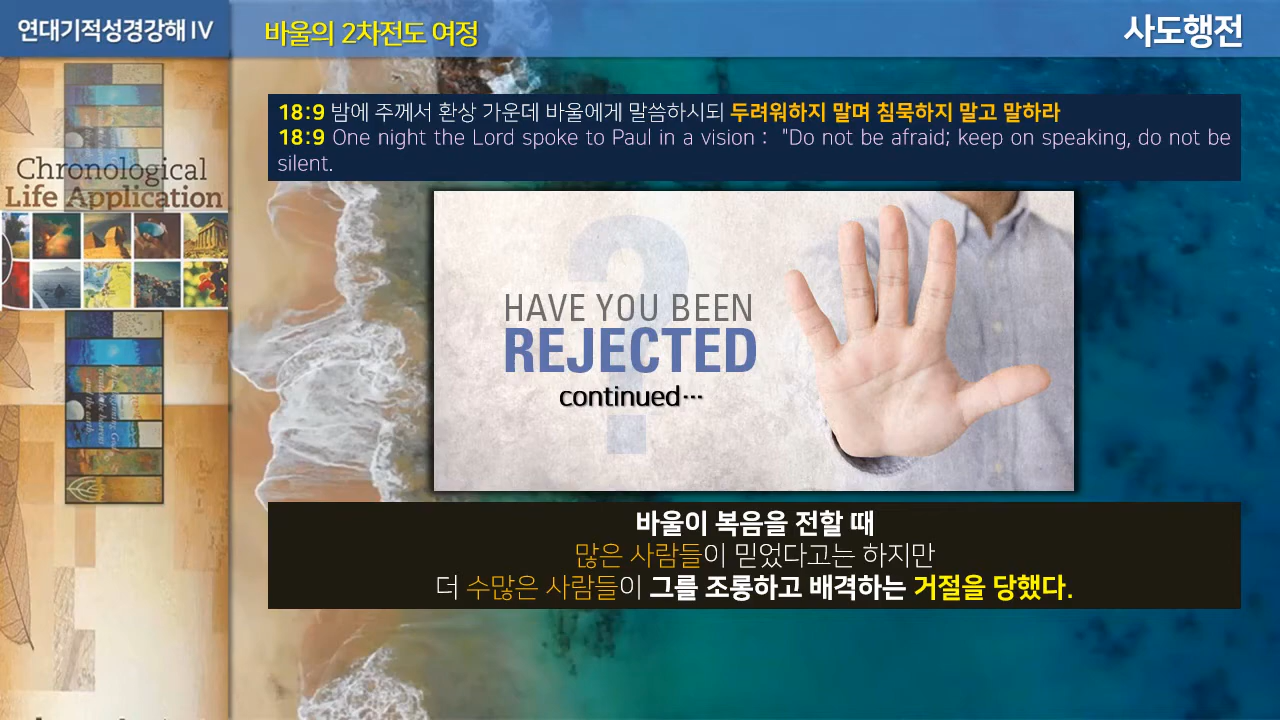 연대기적성경강해 IV
바울의 2차전도 여정
사도행전
18:9 밤에 주께서 환상 가운데 바울에게 말씀하시되 두려워하지 말며 침묵하지 말고 말하라
18:9 One night the Lord spoke to Paul in a vision : "Do not be afraid; keep on speaking, do not be
silent.
Chronological
Life Application
HAVE YOU BEEN
REJECTED
?
continued…
바울이 복음을 전할 때
많은 사람들이 믿었다고는 하지만
더 수많은 사람들이 그를 조롱하고 배격하는 거절을 당했다.